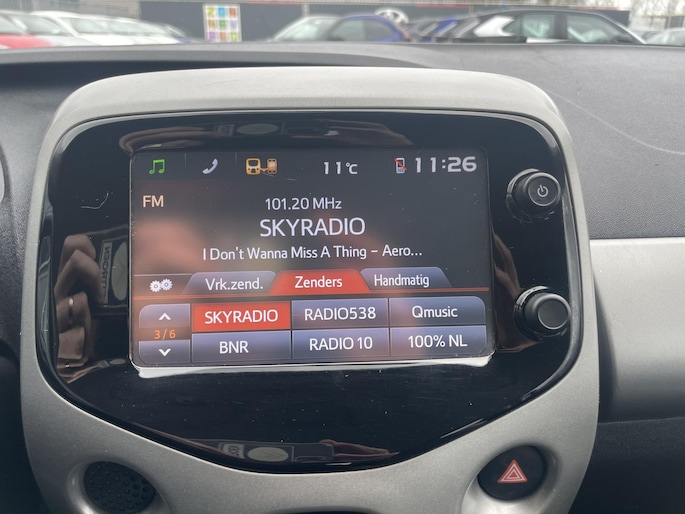 11°C 11:26
FM
101.20 MHz
SKYRADIO
I Don't Wanna Miss A Thing - Aero...
Vrk.zend. Zenders Handmatig
SKYRADIO RADIO538 Qmusic
3/6
BNR RADIO 10 100% NL